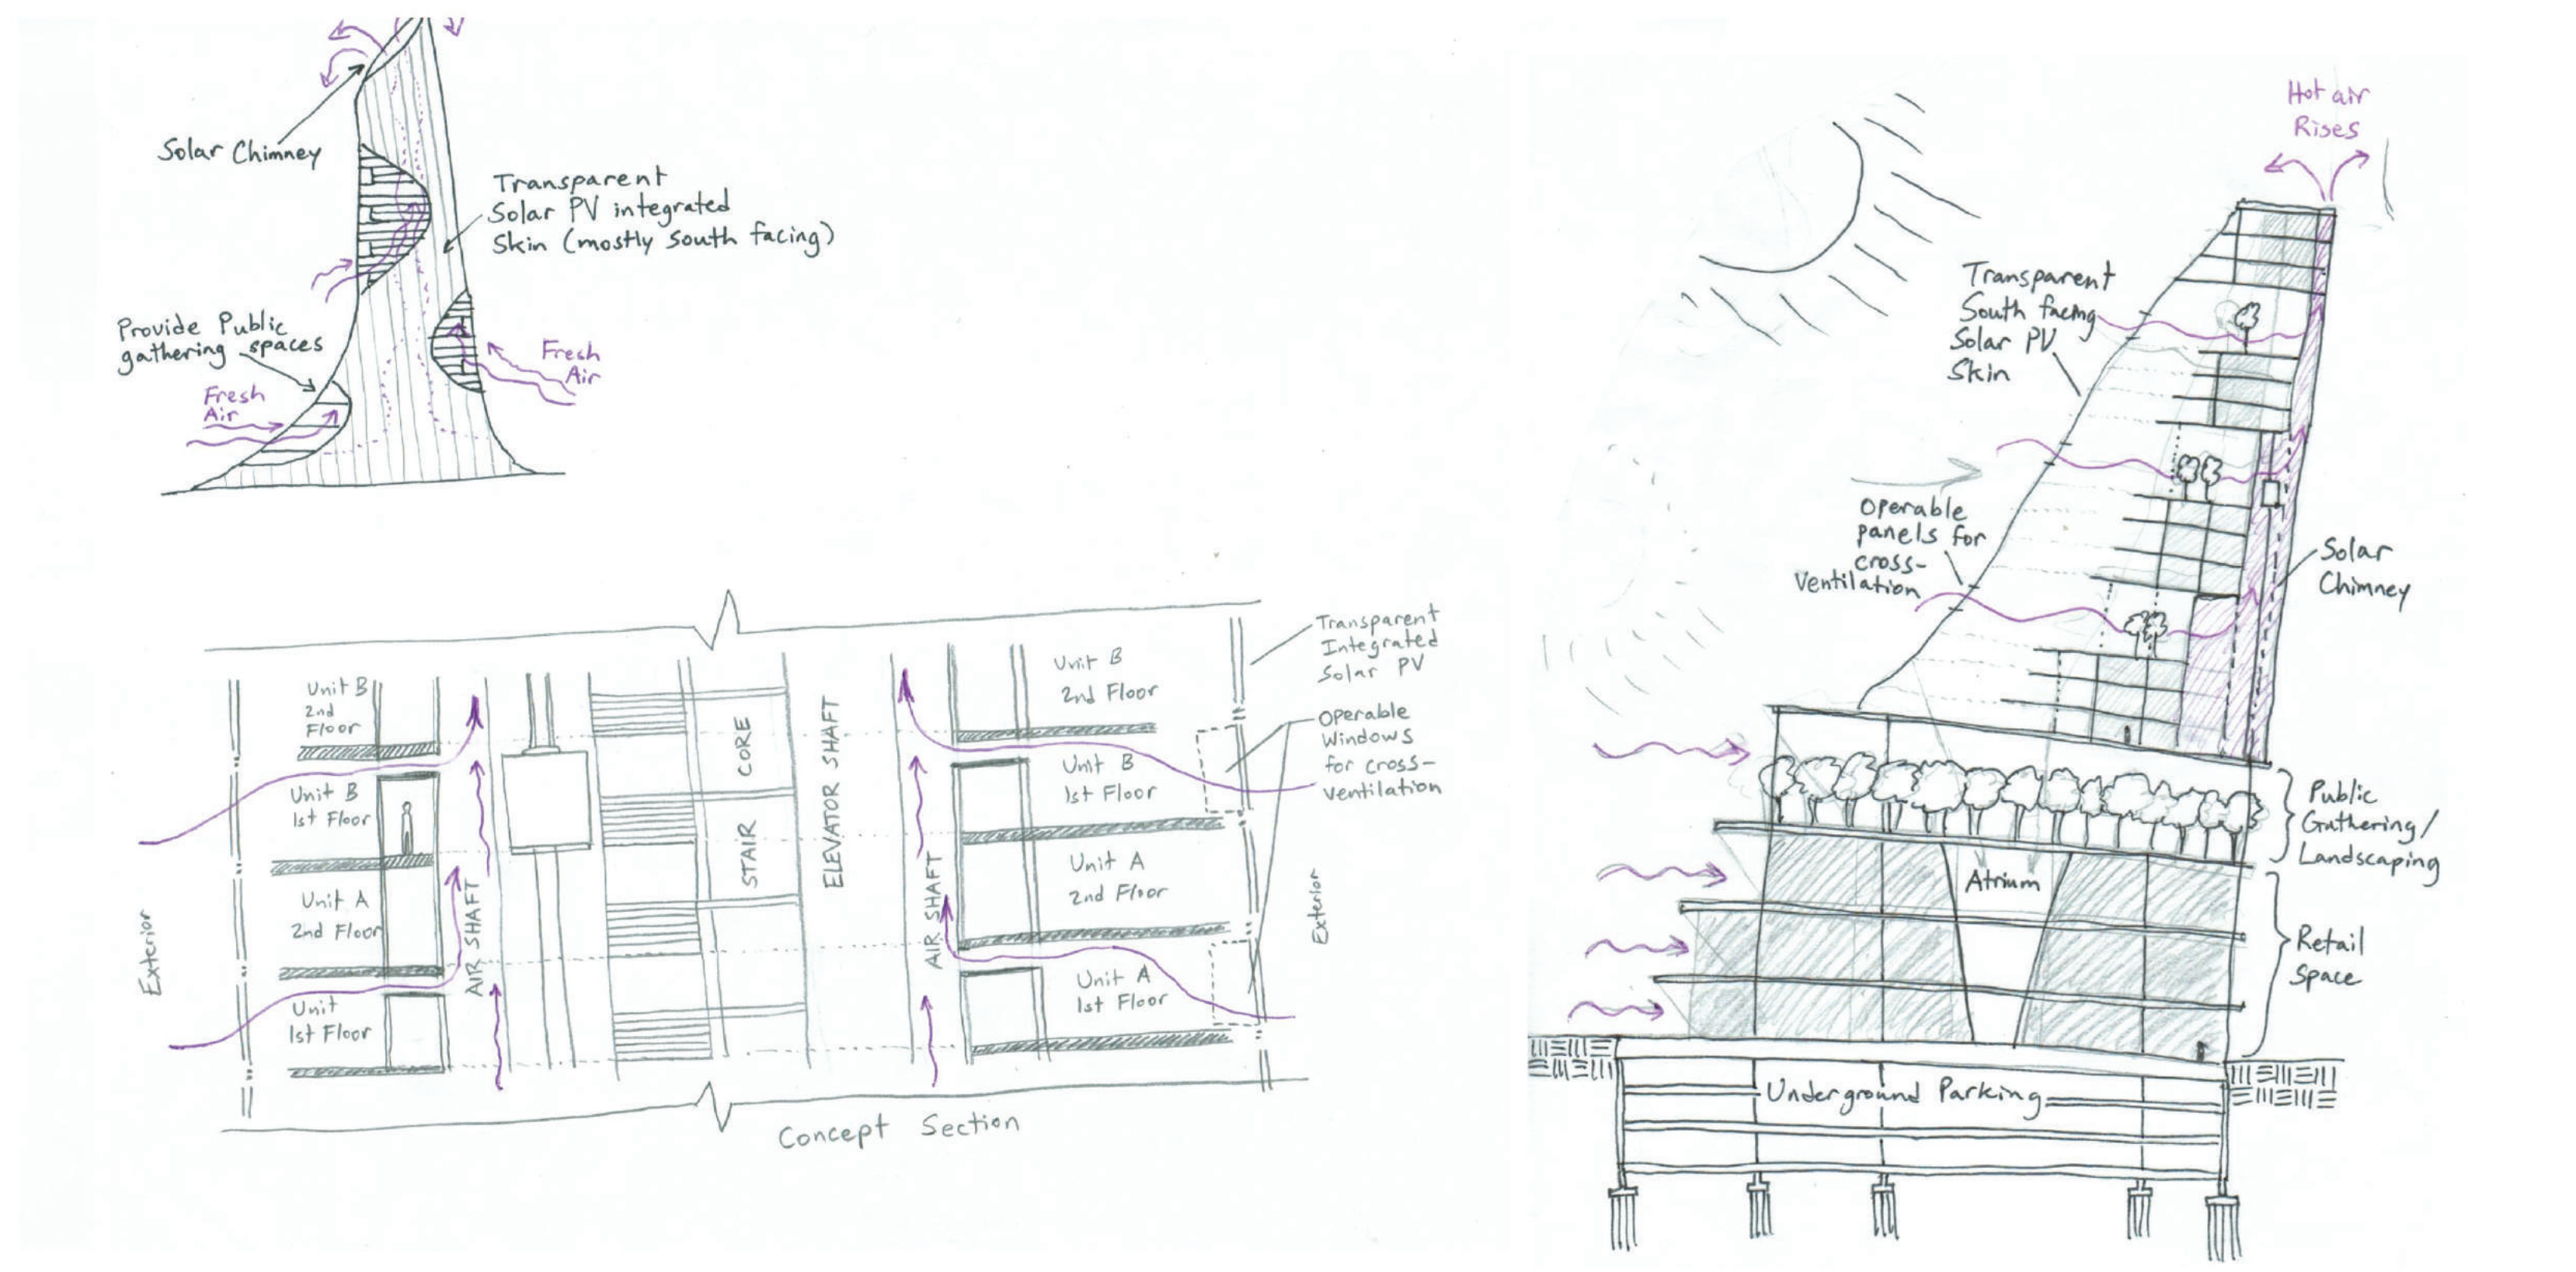 Solar Chimney
Transparent
Solar PV integrated
Skin (mostly south facing)
Provide Public
gathering spaces
Fresh
Air
Fresh
Air
Hot air
Rises
Transparent
South facing
Solar PV
Skin
Operable
panels for
cross-
ventilation
Solar
Chimney
Public
Gathering/
Landscaping
Atrium
Retail
Space
Underground Parking
Unit B
2nd
Floor
Unit B
1st Floor
Unit A
2nd Floor
Unit
1st Floor
Exterior
AIR SHAFT
STAIR CORE
ELEVATOR SHAFT
AIR SHAFT
Unit B
2nd Floor
Unit B
1st Floor
Unit A
2nd Floor
Unit A
1st Floor
Transparent
Integrated
Solar PV
Operable
Windows
for cross-
ventilation
Exterior
Concept Section